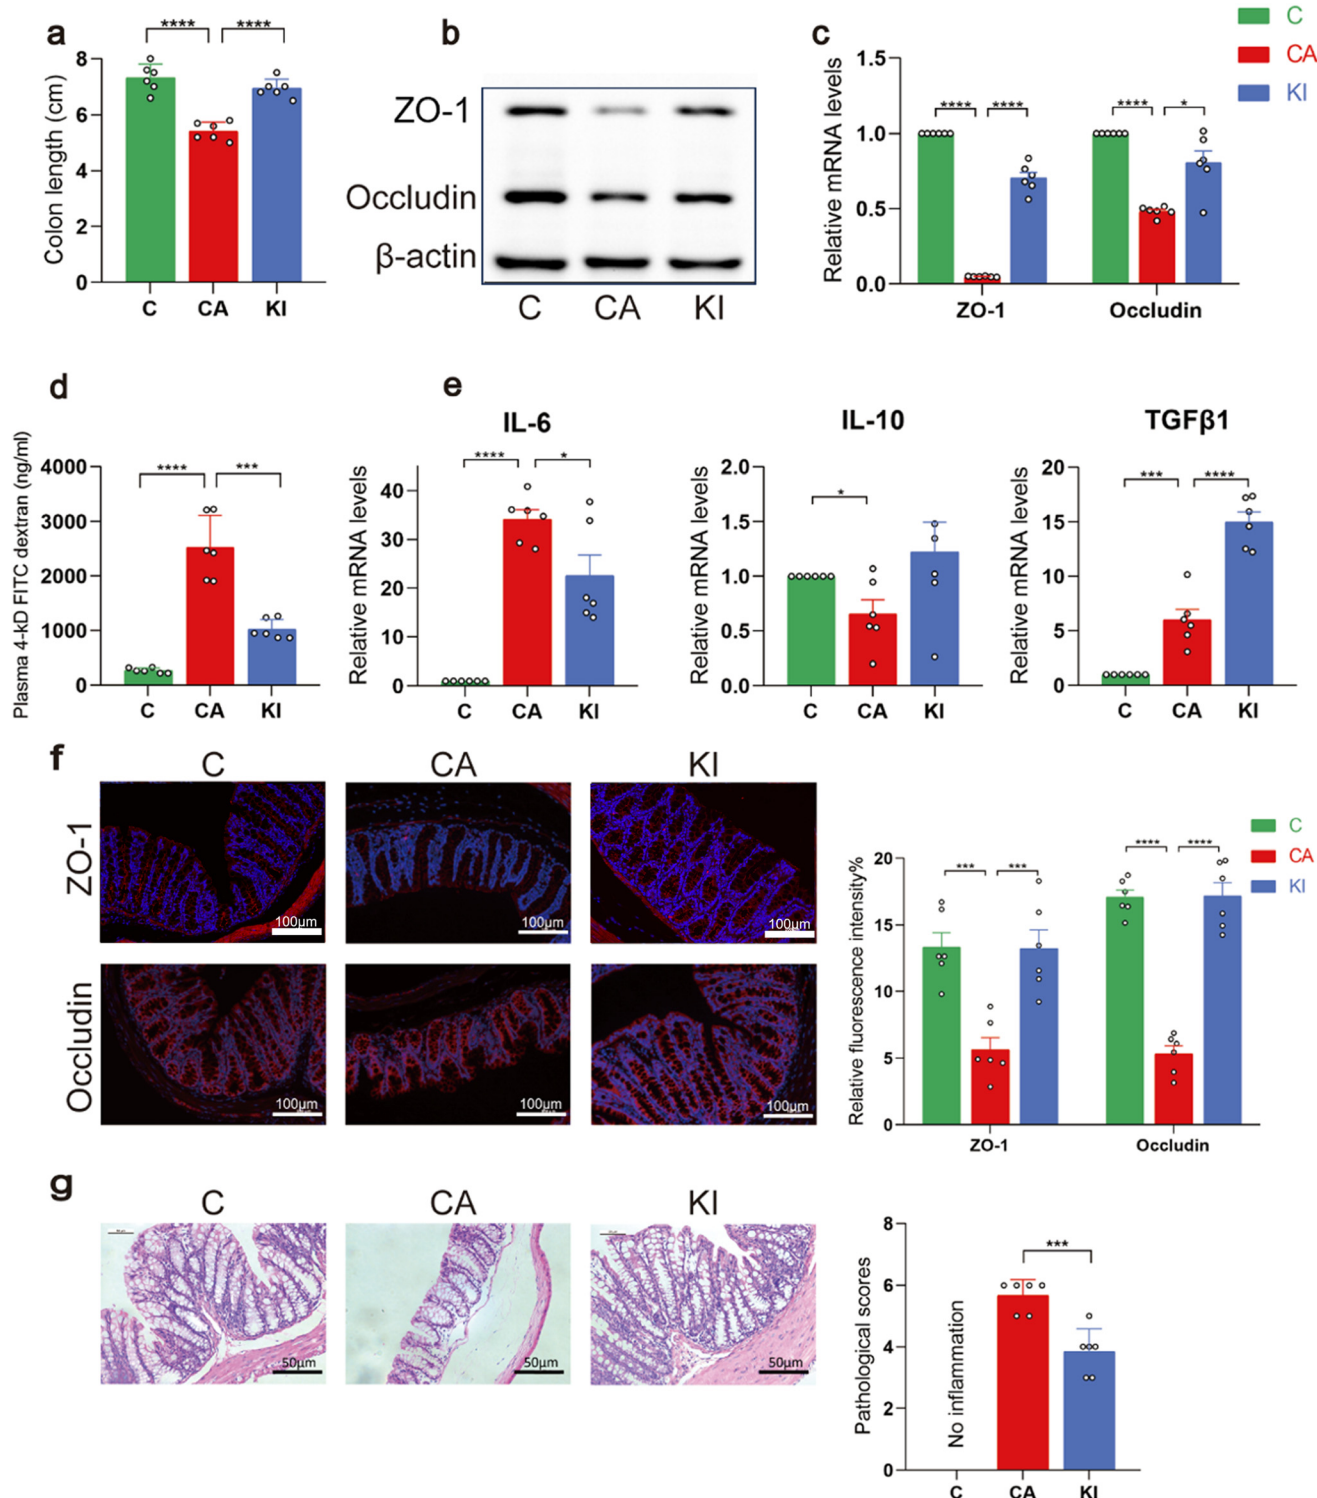 a
**** ****
Colon length (cm)
8
6
4
2
0
C CA KI
b
ZO-1
Occludin
β-actin
C CA KI
c
C
CA
KI
Relative mRNA levels
1.5
1.0
0.5
0.0
**** **** **** *
ZO-1 Occludin
d
Plasma 4-kD FITC dextran (ng/ml)
4000
3000
2000
1000
0
**** ***
C CA KI
e
IL-6
Relative mRNA levels
40
30
20
10
0
**** *
C CA KI
IL-10
Relative mRNA levels
2.0
1.5
1.0
0.5
0.0
*
C CA KI
TGFβ1
Relative mRNA levels
20
15
10
5
0
*** ****
C CA KI
f
C CA KI
ZO-1
100μm 100μm 100μm
Occludin
100μm 100μm 100μm
C
CA
KI
Relative fluorescence intensity%
20
15
10
5
0
*** *** **** ****
ZO-1 Occludin
g
C CA KI
50μm 50μm 50μm
Pathological scores
8
6
4
2
0
***
No inflammation
C CA KI